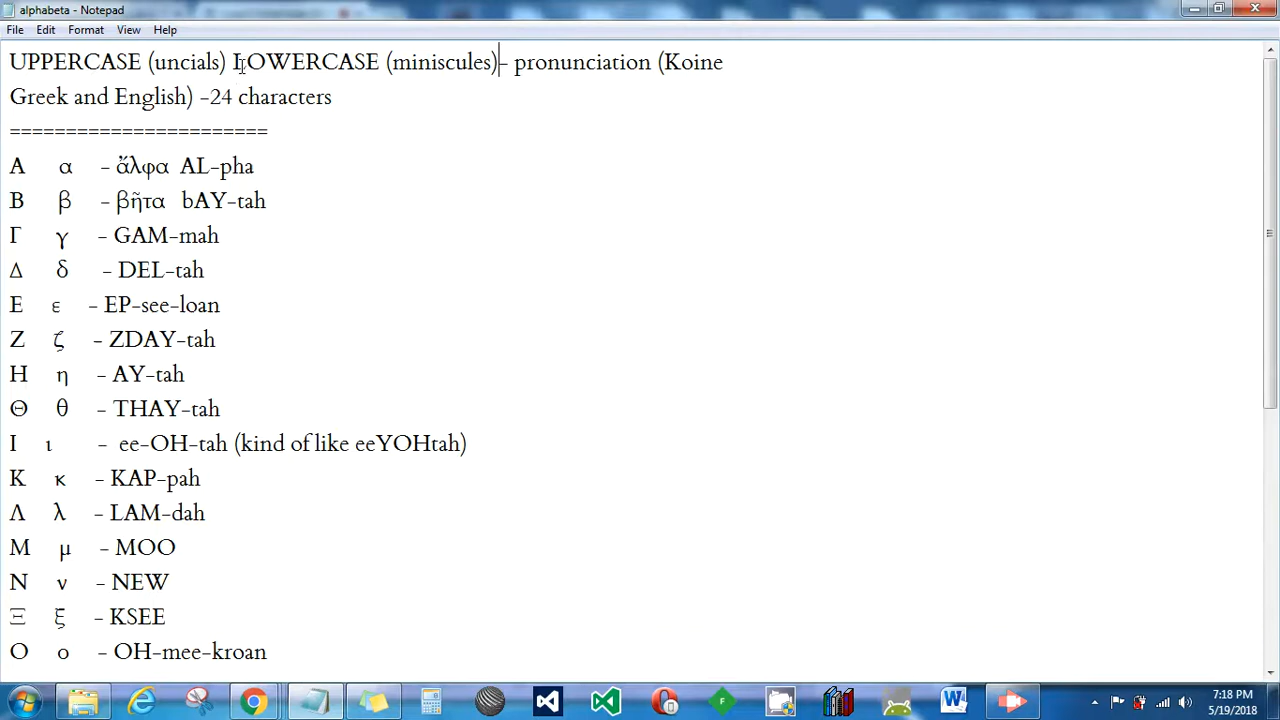 alphabeta - Notepad
File Edit Format View Help
UPPERCASE (uncials) LOWERCASE (miniscules)- pronunciation (Koine
Greek and English) -24 characters
=======================
Α α - ἄλφα AL-pha
Β β - βῆτα bAY-tah
Γ γ - GAM-mah
Δ δ - DEL-tah
Ε ε - EP-see-loan
Ζ ζ - ZDAY-tah
Η η - AY-tah
Θ θ - THAY-tah
Ι ι - ee-OH-tah (kind of like eeYOHtah)
Κ κ - KAP-pah
Λ λ - LAM-dah
Μ μ - MOO
Ν ν - NEW
Ξ ξ - KSEE
Ο ο - OH-mee-kroan
7:18 PM
5/19/2018